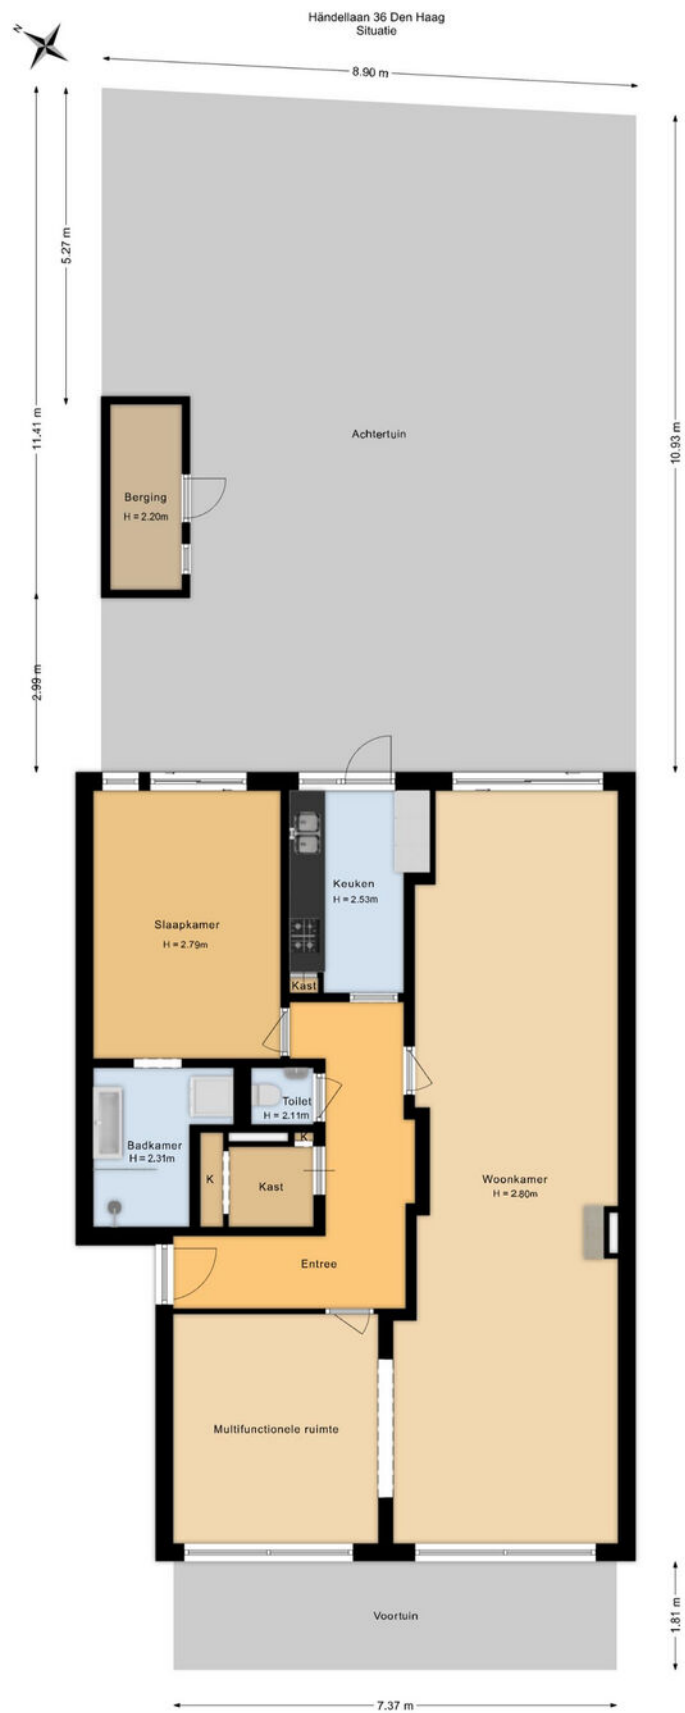 Händellaan 36 Den Haag
Situatie
N
8.90 m
5.27 m
11.41 m
10.93 m
Achtertuin
Berging
H = 2.20m
2.99 m
Keuken
H = 2.53m
Slaapkamer
H = 2.79m
Kast
Toilet
H = 2.11m
K
Badkamer
H = 2.31m
K
Kast
Woonkamer
H = 2.80m
Entree
Multifunctionele ruimte
Voortuin
1.81 m
7.37 m